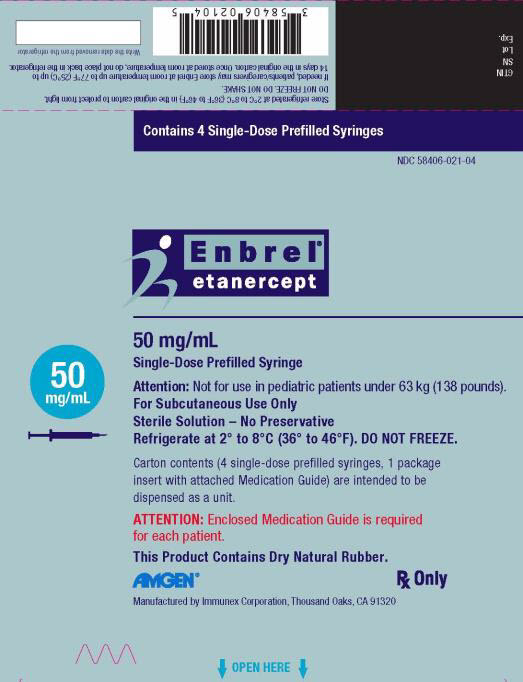 GTIN
SN
Lot
Exp.
3 58406 02104 5
Write the date removed from the refrigerator
Store refrigerated at 2°C to 8°C (36°F to 46°F) in the original carton to protect from light.
DO NOT FREEZE. DO NOT SHAKE.
If needed, patients/caregivers may store Enbrel at room temperature up to 77°F (25°C) up to
14 days in the original carton. Once stored at room temperature, do not place back in the refrigerator.
Contains 4 Single-Dose Prefilled Syringes
NDC 58406-021-04
Enbrel®
etanercept
50 mg/mL
Single-Dose Prefilled Syringe
50
mg/mL
Attention: Not for use in pediatric patients under 63 kg (138 pounds).
For Subcutaneous Use Only
Sterile Solution – No Preservative
Refrigerate at 2° to 8°C (36° to 46°F). DO NOT FREEZE.
Carton contents (4 single-dose prefilled syringes, 1 package
insert with attached Medication Guide) are intended to be
dispensed as a unit.
ATTENTION: Enclosed Medication Guide is required
for each patient.
This Product Contains Dry Natural Rubber.
AMGEN®
Rx Only
Manufactured by Immunex Corporation, Thousand Oaks, CA 91320
OPEN HERE